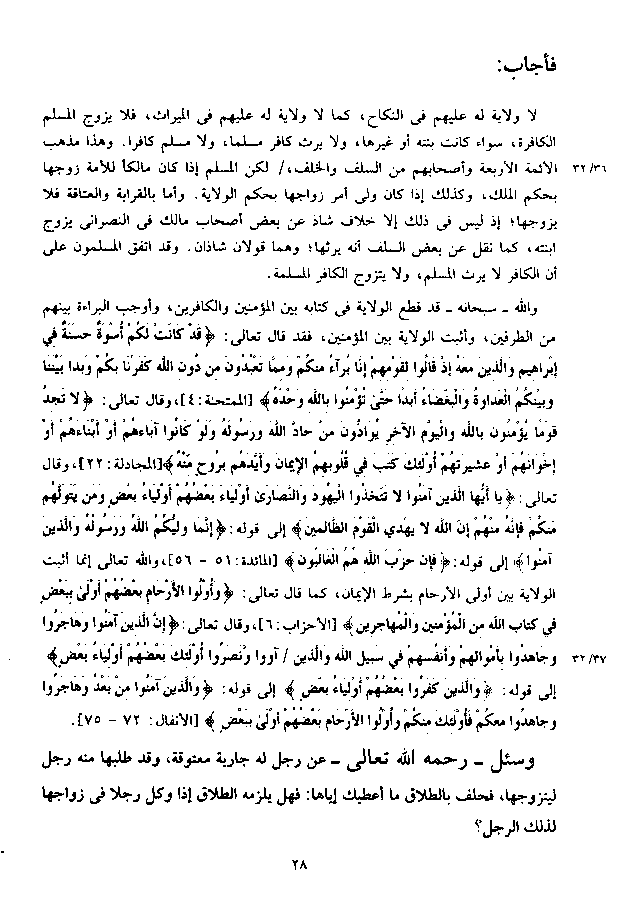 فأجاب:
لا ولاية له عليهم فى النكاح، كما لا ولاية له عليهم فى الميراث، فلا يزوج المسلم
الكافرة، سواء كانت بنته أو غيرها، ولا يرث كافر مسلما، ولا مسلم كافرا. وهذا مذهب
٣٢/٣٦ الأئمة الأربعة وأصحابهم من السلف والخلف،/ لكن المسلم إذا كان مالكًا للأمة زوجها
بحكم الملك، وكذلك إذا كان ولى أمر زواجها بحكم الولاية. وأما بالقرابة والعتاقة فلا
يزوجها؛ إذ ليس فى ذلك إلا خلاف شاذ عن بعض أصحاب مالك فى النصرانى يزوج
ابنته، كما نقل عن بعض السلف أنه يرثها؛ وهما قولان شاذان. وقد اتفق المسلمون على
أن الكافر لا يرث المسلم، ولا يتزوج الكافر المسلمة.
والله ـ سبحانه ـ قد قطع الولاية فى كتابه بين المؤمنين والكافرين، وأوجب البراءة بينهم
من الطرفين، وأثبت الولاية بين المؤمنين، فقد قال تعالى: ﴿قَدْ كَانَتْ لَكُمْ أُسْوَةٌ حَسَنَةٌ فِي
إِبْرَاهِيمَ وَالَّذِينَ مَعَهُ إِذْ قَالُوا لِقَوْمِهِمْ إِنَّا بُرَآءُ مِنكُمْ وَمِمَّا تَعْبُدُونَ مِن دُونِ اللَّهِ كَفَرْنَا بِكُمْ وَبَدَا بَيْنَنَا
وَبَيْنَكُمُ الْعَدَاوَةُ وَالْبَغْضَاءُ أَبَدًا حَتَّىٰ تُؤْمِنُوا بِاللَّهِ وَحْدَهُ﴾ [الممتحنة:٤]، وقال تعالى: ﴿لا تَجِدُ
قَوْمًا يُؤْمِنُونَ بِاللَّهِ وَالْيَوْمِ الآخِرِ يُوَادُّونَ مَنْ حَادَّ اللَّهَ وَرَسُولَهُ وَلَوْ كَانُوا آبَاءَهُمْ أَوْ أَبْنَاءَهُمْ أَوْ
إِخْوَانَهُمْ أَوْ عَشِيرَتَهُمْ أُوْلَئِكَ كَتَبَ فِي قُلُوبِهِمُ الإِيمَانَ وَأَيَّدَهُم بِرُوحٍ مِّنْهُ﴾[المجادلة:٢٢]، وقال
تعالى:﴿يَا أَيُّهَا الَّذِينَ آمَنُوا لا تَتَّخِذُوا الْيَهُودَ وَالنَّصَارَىٰ أَوْلِيَاءَ بَعْضُهُمْ أَوْلِيَاءُ بَعْضٍ وَمَن يَتَوَلَّهُم
مِّنكُمْ فَإِنَّهُ مِنْهُمْ إِنَّ اللَّهَ لا يَهْدِي الْقَوْمَ الظَّالِمِينَ﴾ إلى قوله:﴿إِنَّمَا وَلِيُّكُمُ اللَّهُ وَرَسُولُهُ وَالَّذِينَ
آمَنُوا﴾ إلى قوله:﴿فَإِنَّ حِزْبَ اللَّهِ هُمُ الْغَالِبُونَ﴾ [المائدة:٥١ – ٥٦]، والله تعالى إنما أثبت
الولاية بين أولى الأرحام بشرط الإيمان، كما قال تعالى: ﴿وَأُوْلُوا الأَرْحَامِ بَعْضُهُمْ أَوْلَىٰ بِبَعْضٍ
فِي كِتَابِ اللَّهِ مِنَ الْمُؤْمِنِينَ وَالْمُهَاجِرِينَ﴾ [الأحزاب:٦]، وقال تعالى:﴿إِنَّ الَّذِينَ آمَنُوا وَهَاجَرُوا
٣٢/٣٧ وَجَاهَدُوا بِأَمْوَالِهِمْ وَأَنفُسِهِمْ فِي سَبِيلِ اللَّهِ وَالَّذِينَ / آوَوا وَّنَصَرُوا أُوْلَئِكَ بَعْضُهُمْ أَوْلِيَاءُ بَعْضٍ﴾
إلى قوله: ﴿وَالَّذِينَ كَفَرُوا بَعْضُهُمْ أَوْلِيَاءُ بَعْضٍ﴾ إلى قوله: ﴿وَالَّذِينَ آمَنُوا مِنْ بَعْدُ وَهَاجَرُوا
وَجَاهَدُوا مَعَكُمْ فَأُوْلَئِكَ مِنكُمْ وَأُوْلُوا الأَرْحَامِ بَعْضُهُمْ أَوْلَىٰ بِبَعْضٍ﴾ [الأنفال: ٧٢ – ٧٥].
وسئل ـ رحمه الله تعالى ـ عن رجل له جارية معتوقة، وقد طلبها منه رجل
ليتزوجها، فحلف بالطلاق ما أعطيك إياها: فهل يلزمه الطلاق إذا وكل رجلا فى زواجها
لذلك الرجل؟
٢٨